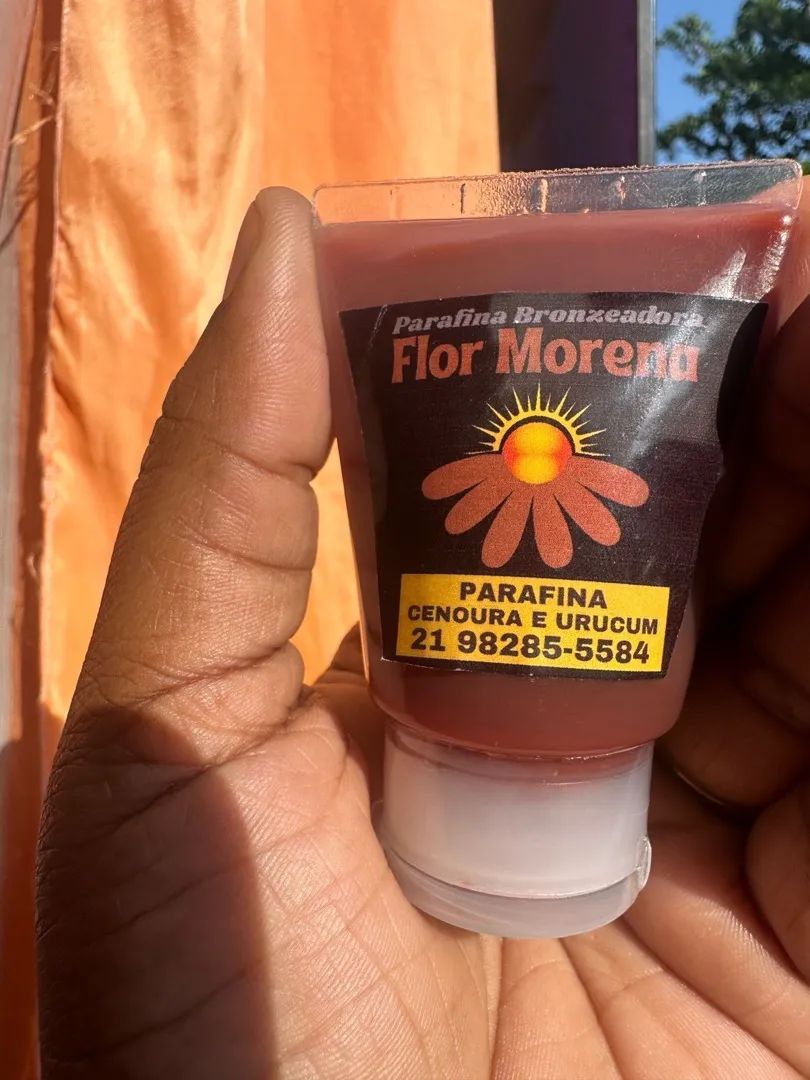 Parafina Bronzeadora
Flor Morena
PARAFINA
CENOURA E URUCUM
21 98285-5584